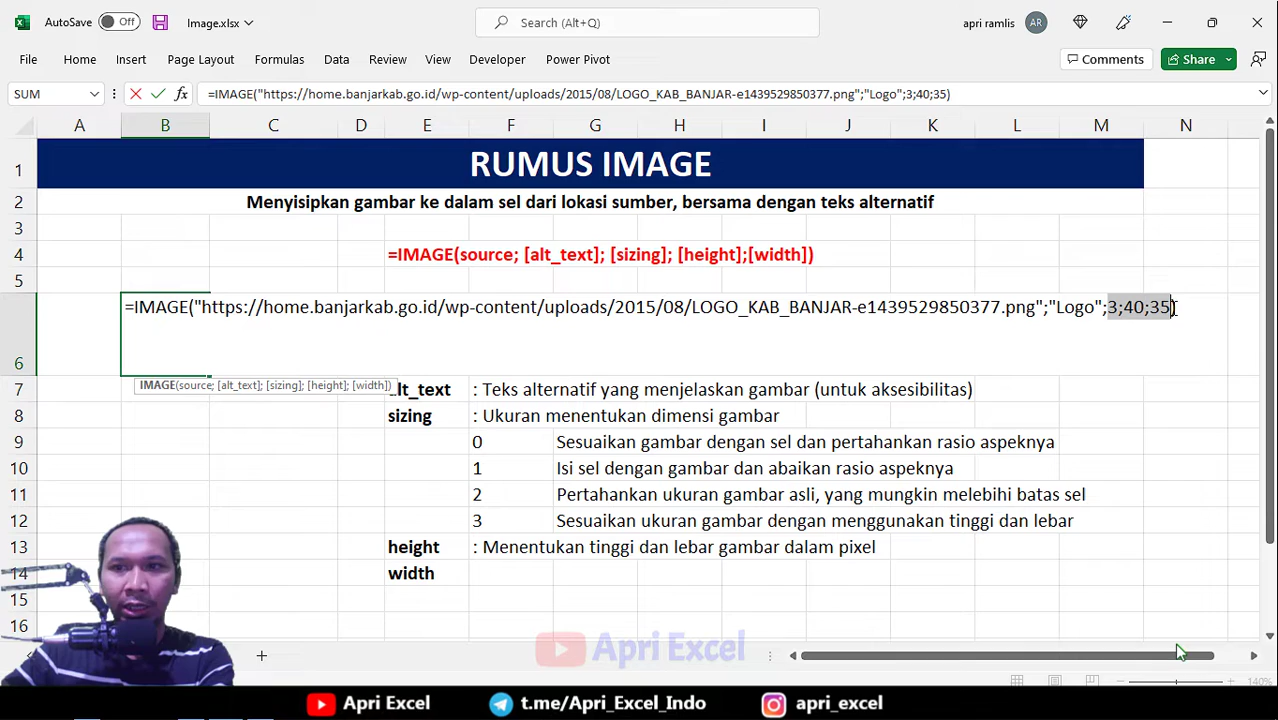 AutoSave Off Image.xlsx Search (Alt+Q) apri ramlis AR
File Home Insert Page Layout Formulas Data Review View Developer Power Pivot Comments Share
SUM fx =IMAGE("https://home.banjarkab.go.id/wp-content/uploads/2015/08/LOGO_KAB_BANJAR-e1439529850377.png";"Logo";3;40;35)
A B C D E F G H I J K L M N
1 RUMUS IMAGE
2 Menyisipkan gambar ke dalam sel dari lokasi sumber, bersama dengan teks alternatif
3
4 =IMAGE(source; [alt_text]; [sizing]; [height];[width])
5
=IMAGE("https://home.banjarkab.go.id/wp-content/uploads/2015/08/LOGO_KAB_BANJAR-e1439529850377.png";"Logo";3;40;35)
6
IMAGE(source; [alt_text]; [sizing]; [height]; [width])
7 alt_text : Teks alternatif yang menjelaskan gambar (untuk aksesibilitas)
8 sizing : Ukuran menentukan dimensi gambar
9 0 Sesuaikan gambar dengan sel dan pertahankan rasio aspeknya
10 1 Isi sel dengan gambar dan abaikan rasio aspeknya
11 2 Pertahankan ukuran gambar asli, yang mungkin melebihi batas sel
12 3 Sesuaikan ukuran gambar dengan menggunakan tinggi dan lebar
13 height : Menentukan tinggi dan lebar gambar dalam pixel
14 width
15
16
Apri Excel
140%
Apri Excel t.me/Apri_Excel_Indo apri_excel